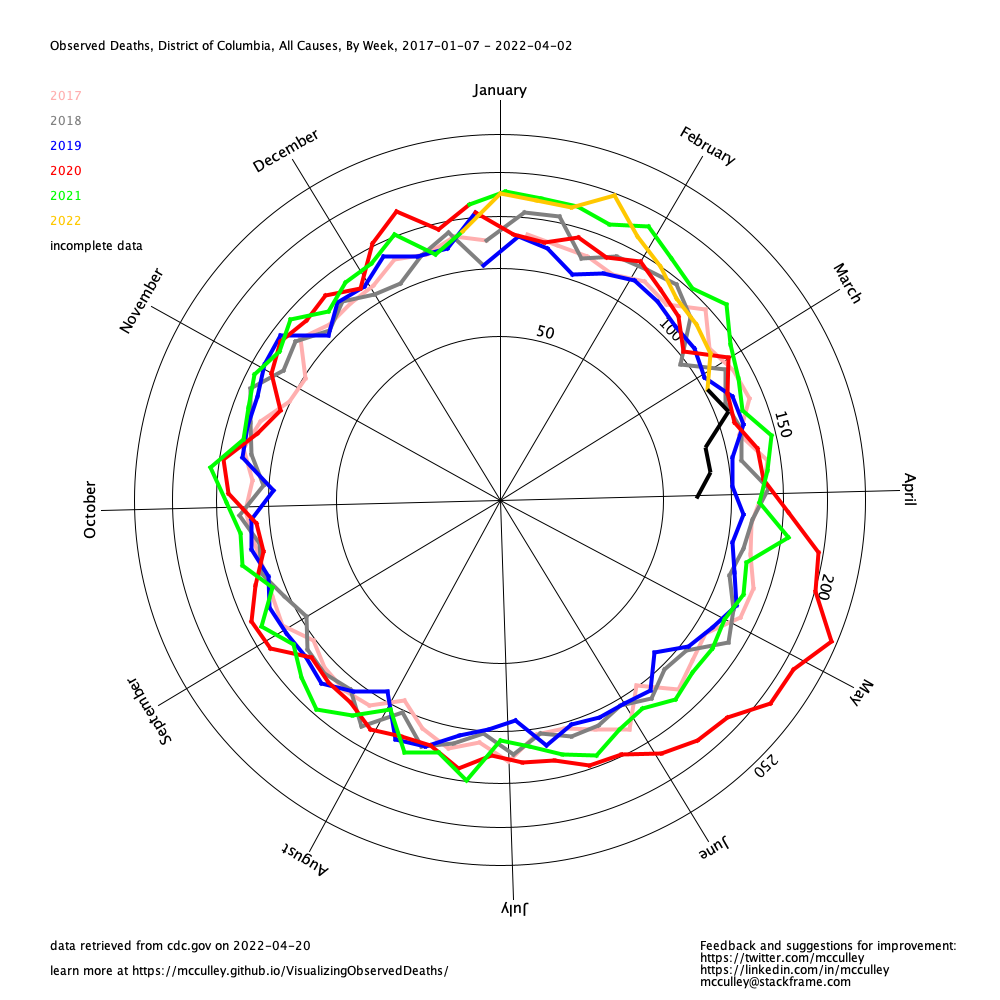 Observed Deaths, District of Columbia, All Causes, By Week, 2017-01-07 - 2022-04-02
2017
2018
2019
2020
2021
2022
incomplete data
January
February
March
April
May
June
July
August
September
October
November
December
50
100
150
200
250
data retrieved from cdc.gov on 2022-04-20
learn more at https://mcculley.github.io/VisualizingObservedDeaths/
Feedback and suggestions for improvement:
https://twitter.com/mcculley
https://linkedin.com/in/mcculley
mcculley@stackframe.com